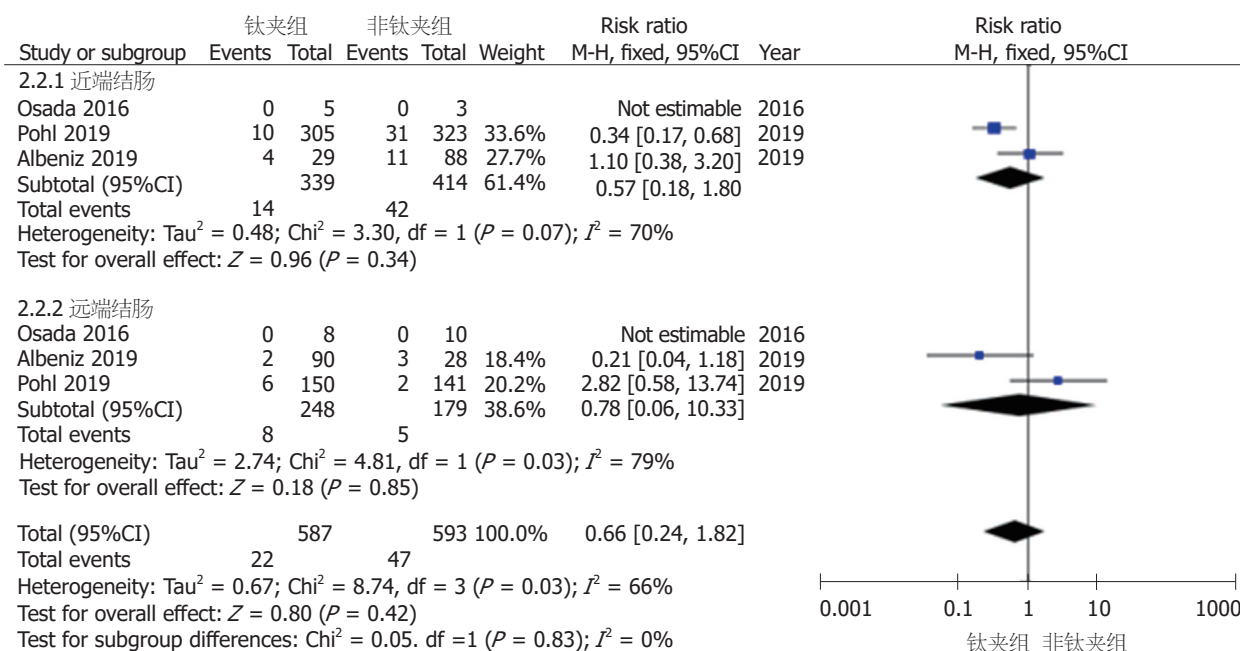 钛夹组 非钛夹组 Risk ratio Risk ratio
Study or subgroup Events Total Events Total Weight M-H, fixed, 95%CI Year M-H, fixed, 95%CI
2.2.1 近端结肠
Osada 2016 0 5 0 3 Not estimable 2016
Pohl 2019 10 305 31 323 33.6% 0.34 [0.17, 0.68] 2019
Albeniz 2019 4 29 11 88 27.7% 1.10 [0.38, 3.20] 2019
Subtotal (95%CI) 339 414 61.4% 0.57 [0.18, 1.80
Total events 14 42
Heterogeneity: Tau² = 0.48; Chi² = 3.30, df = 1 (P = 0.07); I² = 70%
Test for overall effect: Z = 0.96 (P = 0.34)
2.2.2 远端结肠
Osada 2016 0 8 0 10 Not estimable 2016
Albeniz 2019 2 90 3 28 18.4% 0.21 [0.04, 1.18] 2019
Pohl 2019 6 150 2 141 20.2% 2.82 [0.58, 13.74] 2019
Subtotal (95%CI) 248 179 38.6% 0.78 [0.06, 10.33]
Total events 8 5
Heterogeneity: Tau² = 2.74; Chi² = 4.81, df = 1 (P = 0.03); I² = 79%
Test for overall effect: Z = 0.18 (P = 0.85)
Total (95%CI) 587 593 100.0% 0.66 [0.24, 1.82]
Total events 22 47
Heterogeneity: Tau² = 0.67; Chi² = 8.74, df = 3 (P = 0.03); I² = 66%
Test for overall effect: Z = 0.80 (P = 0.42)
Test for subgroup differences: Chi² = 0.05. df =1 (P = 0.83); I² = 0%
0.001 0.1 1 10 1000
钛夹组 非钛夹组